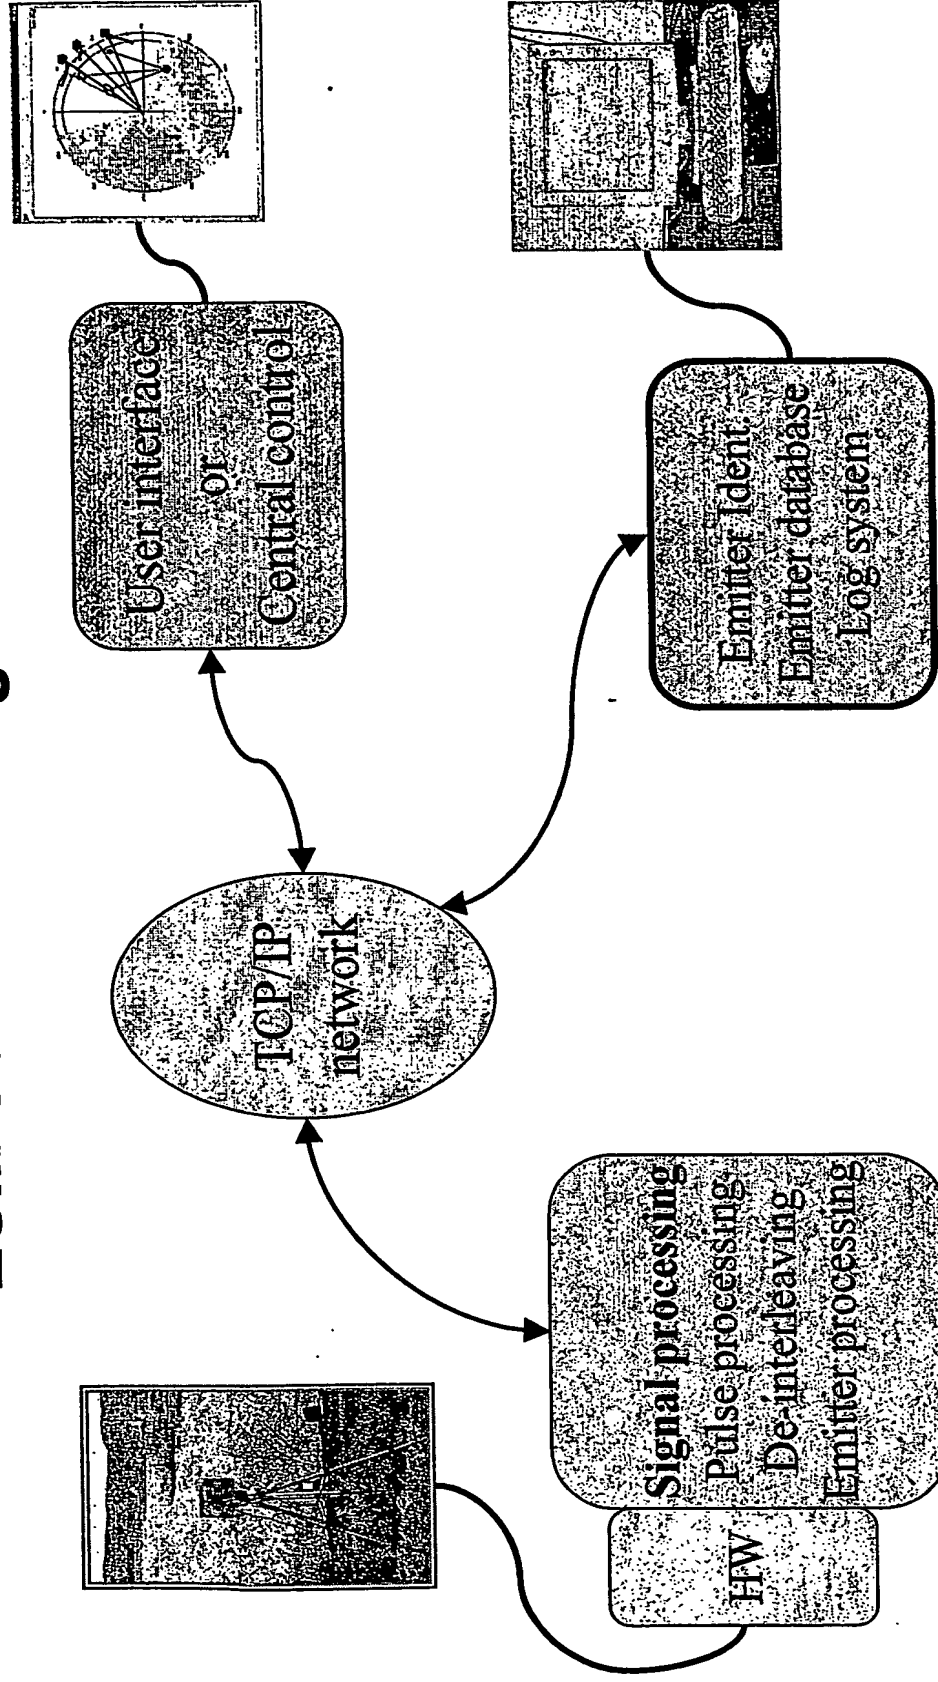 User interface
or
Central control
TCP/IP
network
Emitter Ident.
Emitter database
Log system
Signal processing
Pulse processing
De-interleaving
Emitter processing
HW